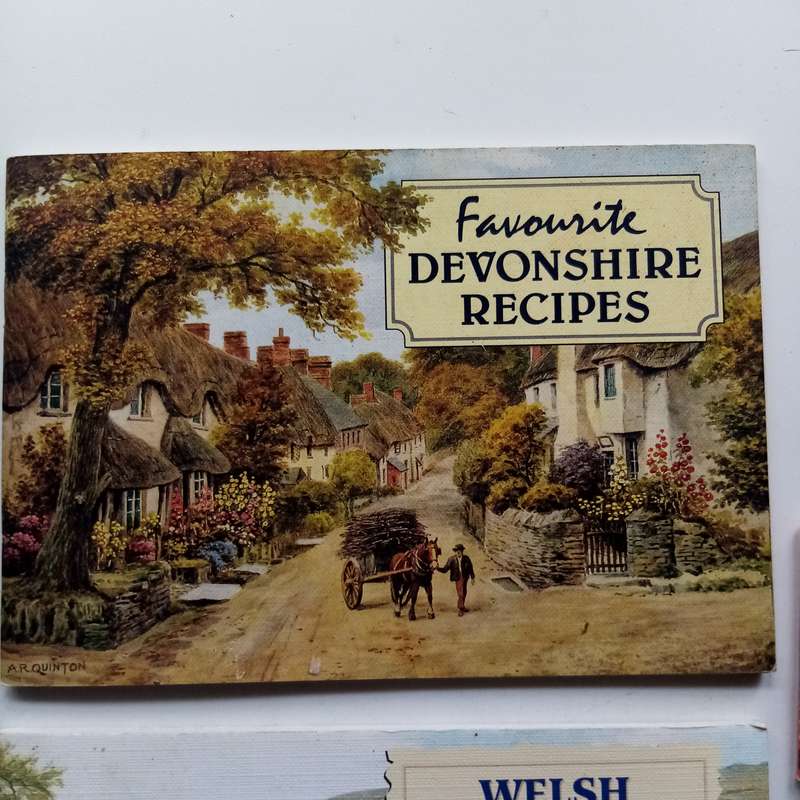 Favourite
DEVONSHIRE
RECIPES
A.R.QUINTON
WELSH